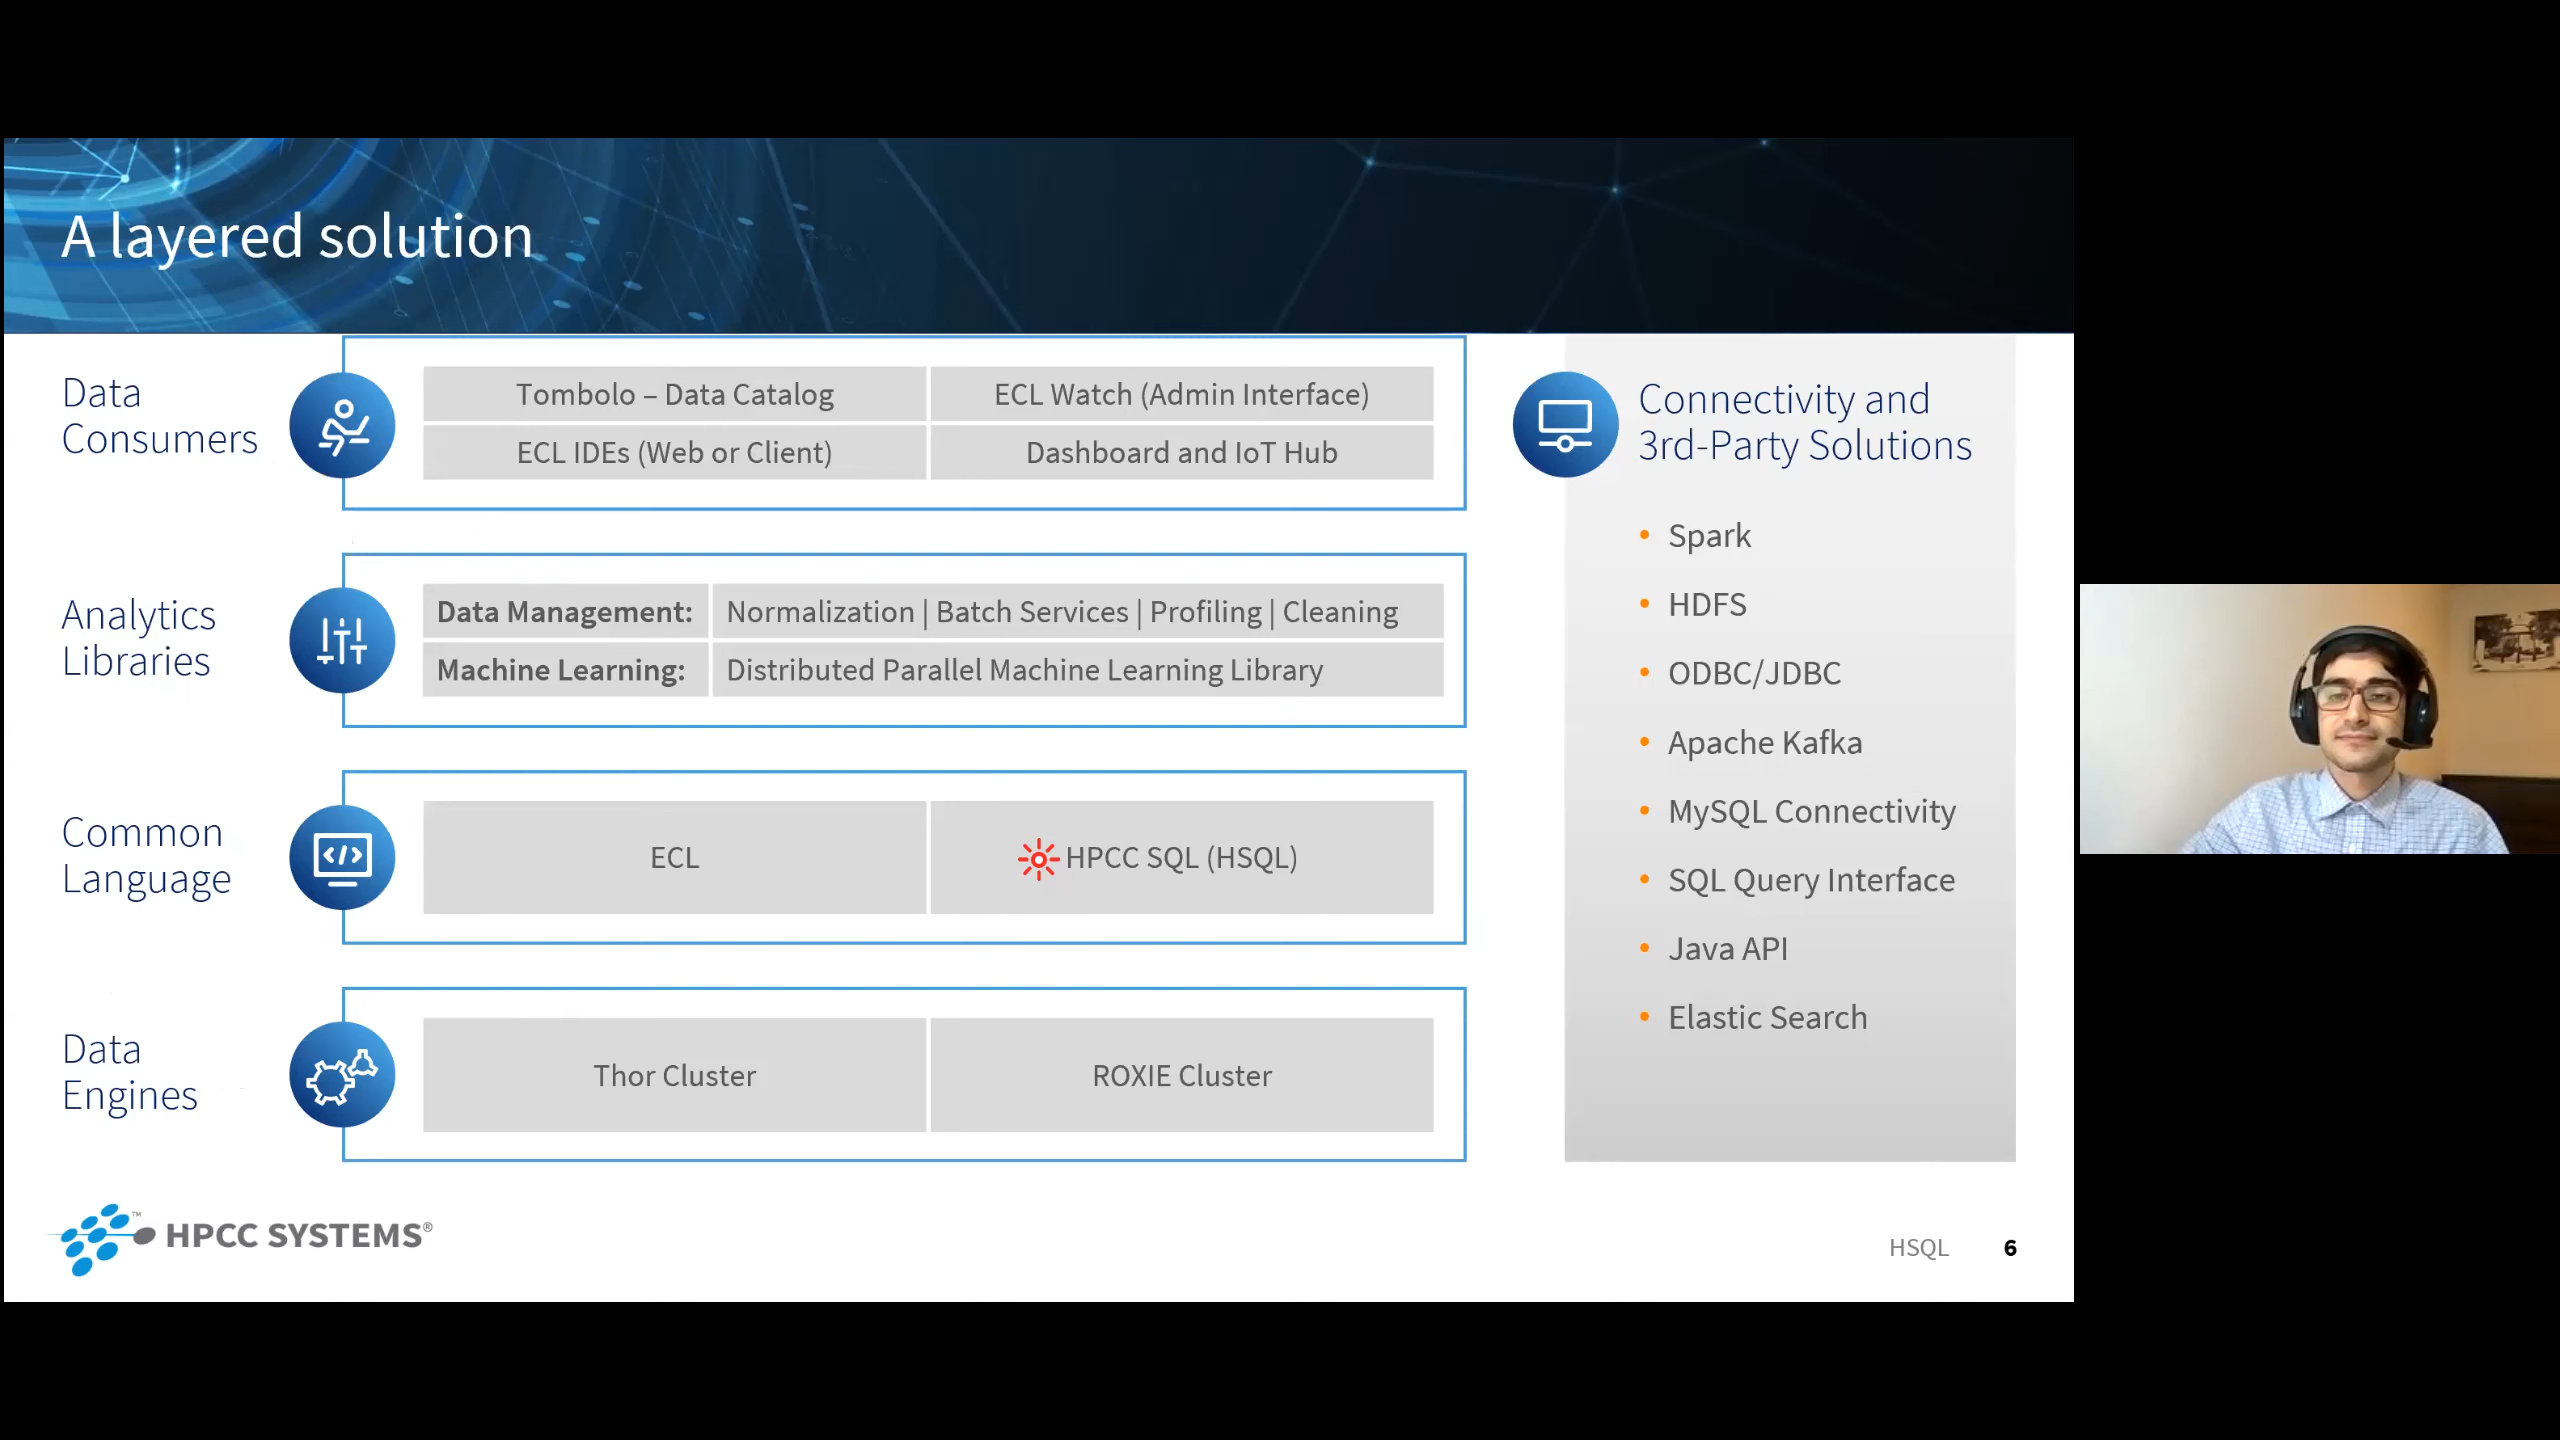 A layered solution
Data
Consumers
Tombolo – Data Catalog
ECL Watch (Admin Interface)
ECL IDEs (Web or Client)
Dashboard and IoT Hub
Analytics
Libraries
Data Management:
Normalization | Batch Services | Profiling | Cleaning
Machine Learning:
Distributed Parallel Machine Learning Library
Common
Language
ECL
HPCC SQL (HSQL)
Data
Engines
Thor Cluster
ROXIE Cluster
Connectivity and
3rd-Party Solutions
• Spark
• HDFS
• ODBC/JDBC
• Apache Kafka
• MySQL Connectivity
• SQL Query Interface
• Java API
• Elastic Search
™ HPCC SYSTEMS®
HSQL 6